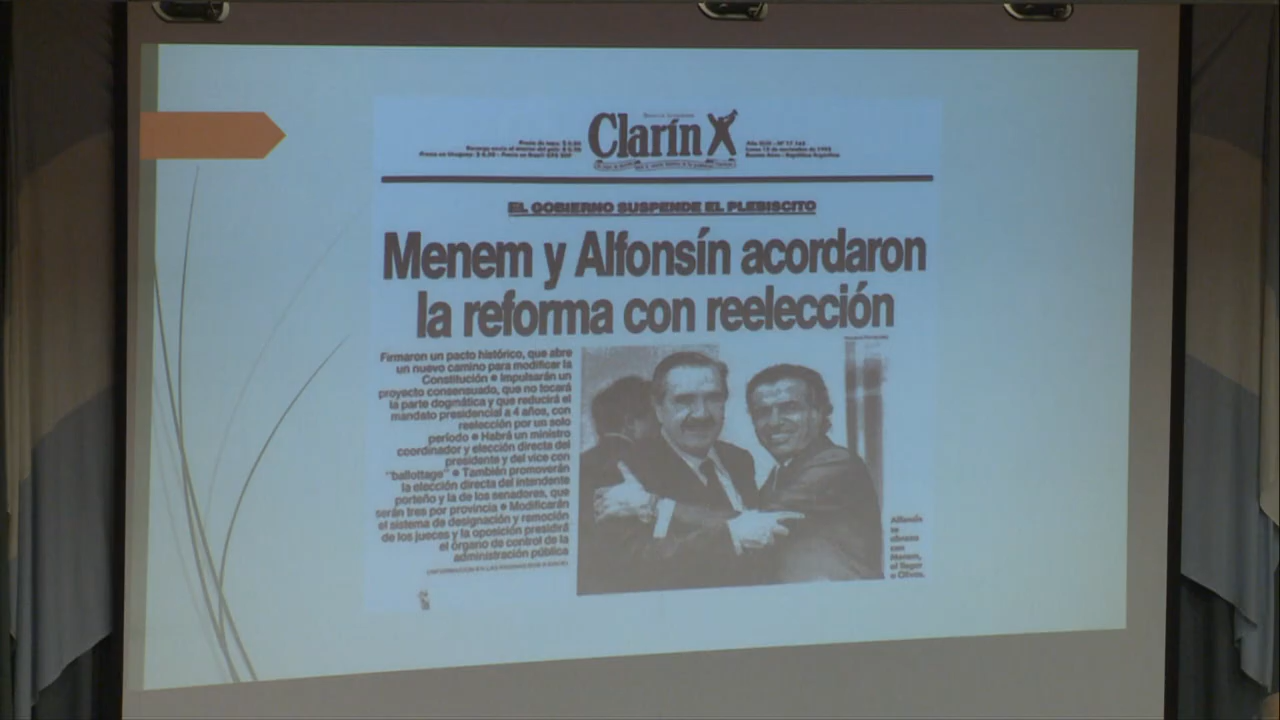 Clarín
EL GOBIERNO SUSPENDE EL PLEBISCITO
Menem y Alfonsín acordaron
la reforma con reelección
Firmaron un pacto histórico, que abre
un nuevo camino para modificar la
Constitución • Impulsarán un
proyecto consensuado, que no tocará
la parte dogmática y que reducirá el
mandato presidencial a 4 años, con
reelección por un solo
período • Habrá un ministro
coordinador y elección directa del
presidente y del vice con
"ballottage" • También promoverán
la elección directa del intendente
porteño y la de los senadores, que
serán tres por provincia • Modificarán
el sistema de designación y remoción
de los jueces y la oposición presidirá
el órgano de control de la
administración pública
Alfonsín
se
abraza
con
Menem,
al llegar
a Olivos.